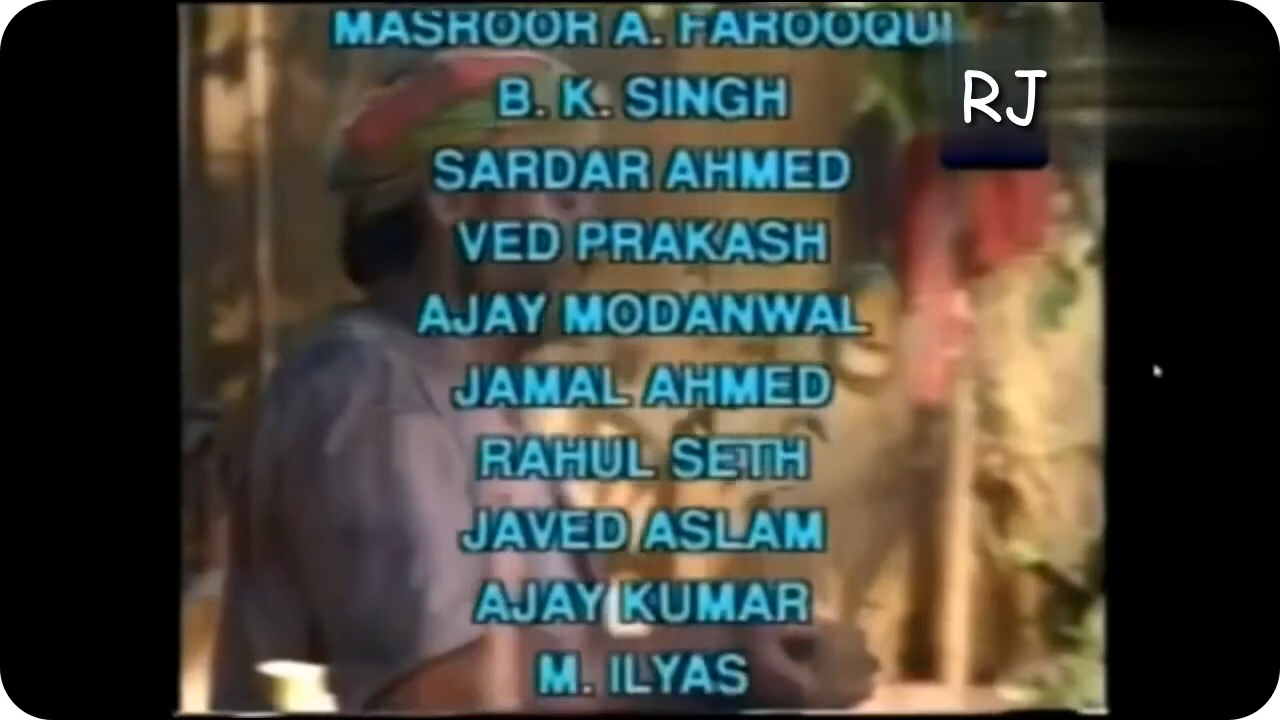 MASROOR A. FAROOQUI
RJ
B. K. SINGH
SARDAR AHMED
VED PRAKASH
AJAY MODANWAL
JAMAL AHMED
RAHUL SETH
JAVED ASLAM
AJAY KUMAR
M. ILYAS